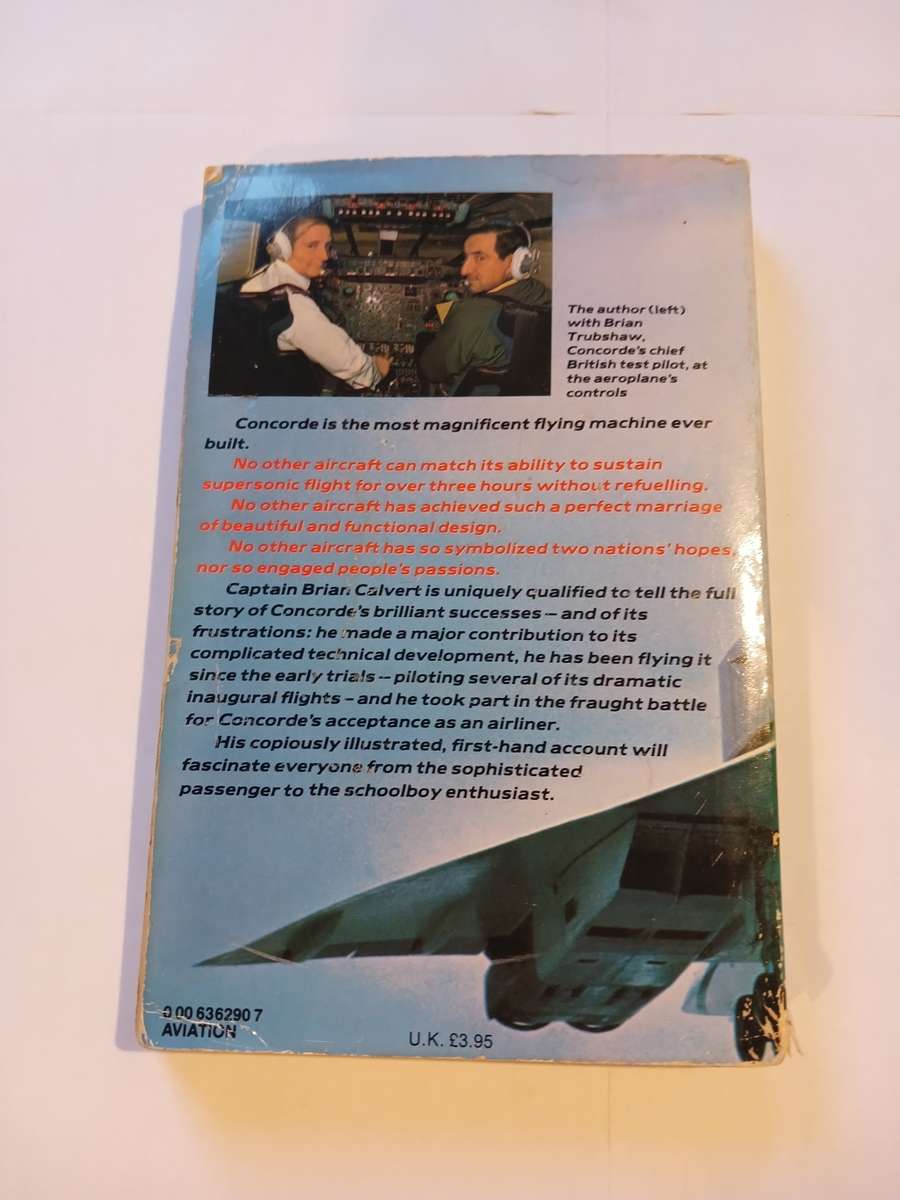 The author (left)
with Brian
Trubshaw,
Concorde's chief
British test pilot, at
the aeroplane's
controls
Concorde is the most magnificent flying machine ever
built.
No other aircraft can match its ability to sustain
supersonic flight for over three hours without refuelling.
No other aircraft has achieved such a perfect marriage
of beautiful and functional design.
No other aircraft has so symbolized two nations' hopes,
nor so engaged people's passions.
Captain Brian Calvert is uniquely qualified to tell the full
story of Concorde's brilliant successes – and of its
frustrations: he made a major contribution to its
complicated technical development, he has been flying it
since the early trials – piloting several of its dramatic
inaugural flights – and he took part in the fraught battle
for Concorde's acceptance as an airliner.
His copiously illustrated, first-hand account will
fascinate everyone from the sophisticated
passenger to the schoolboy enthusiast.
0 00 636290 7
AVIATION
U.K. £3.95